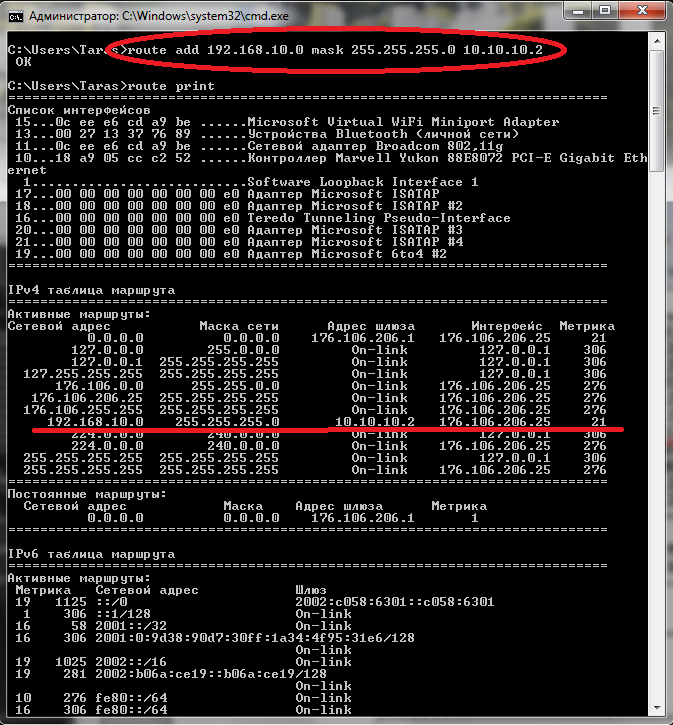 Администратор: C:\Windows\system32\cmd.exe
C:\Users\Taras>route add 192.168.10.0 mask 255.255.255.0 10.10.10.2
OK
C:\Users\Taras>route print
===========================================================================
Список интерфейсов
15...0c ee e6 cd a9 be ......Microsoft Virtual WiFi Miniport Adapter
13...00 27 13 37 76 89 ......Устройства Bluetooth (личной сети)
11...0c ee e6 cd a9 be ......Сетевой адаптер Broadcom 802.11g
10...18 a9 05 cc c2 52 ......Контроллер Marvell Yukon 88E8072 PCI-E Gigabit Eth
ernet
1...........................Software Loopback Interface 1
17...00 00 00 00 00 00 00 e0 Адаптер Microsoft ISATAP
18...00 00 00 00 00 00 00 e0 Адаптер Microsoft ISATAP #2
16...00 00 00 00 00 00 00 e0 Teredo Tunneling Pseudo-Interface
20...00 00 00 00 00 00 00 e0 Адаптер Microsoft ISATAP #3
21...00 00 00 00 00 00 00 e0 Адаптер Microsoft ISATAP #4
19...00 00 00 00 00 00 00 e0 Адаптер Microsoft 6to4 #2
===========================================================================
IPv4 таблица маршрута
===========================================================================
Активные маршруты:
Сетевой адрес Маска сети Адрес шлюза Интерфейс Метрика
0.0.0.0 0.0.0.0 176.106.206.1 176.106.206.25 21
127.0.0.0 255.0.0.0 On-link 127.0.0.1 306
127.0.0.1 255.255.255.255 On-link 127.0.0.1 306
127.255.255.255 255.255.255.255 On-link 127.0.0.1 306
176.106.0.0 255.255.0.0 On-link 176.106.206.25 276
176.106.206.25 255.255.255.255 On-link 176.106.206.25 276
176.106.255.255 255.255.255.255 On-link 176.106.206.25 276
192.168.10.0 255.255.255.0 10.10.10.2 176.106.206.25 21
224.0.0.0 240.0.0.0 On-link 127.0.0.1 306
224.0.0.0 240.0.0.0 On-link 176.106.206.25 276
255.255.255.255 255.255.255.255 On-link 127.0.0.1 306
255.255.255.255 255.255.255.255 On-link 176.106.206.25 276
===========================================================================
Постоянные маршруты:
Сетевой адрес Маска Адрес шлюза Метрика
0.0.0.0 0.0.0.0 176.106.206.1 1
===========================================================================
IPv6 таблица маршрута
===========================================================================
Активные маршруты:
Метрика Сетевой адрес Шлюз
19 1125 ::/0 2002:c058:6301::c058:6301
1 306 ::1/128 On-link
16 58 2001::/32 On-link
16 306 2001:0:9d38:90d7:30ff:1a34:4f95:31e6/128
On-link
19 1025 2002::/16 On-link
19 281 2002:b06a:ce19::b06a:ce19/128
On-link
10 276 fe80::/64 On-link
16 306 fe80::/64 On-link